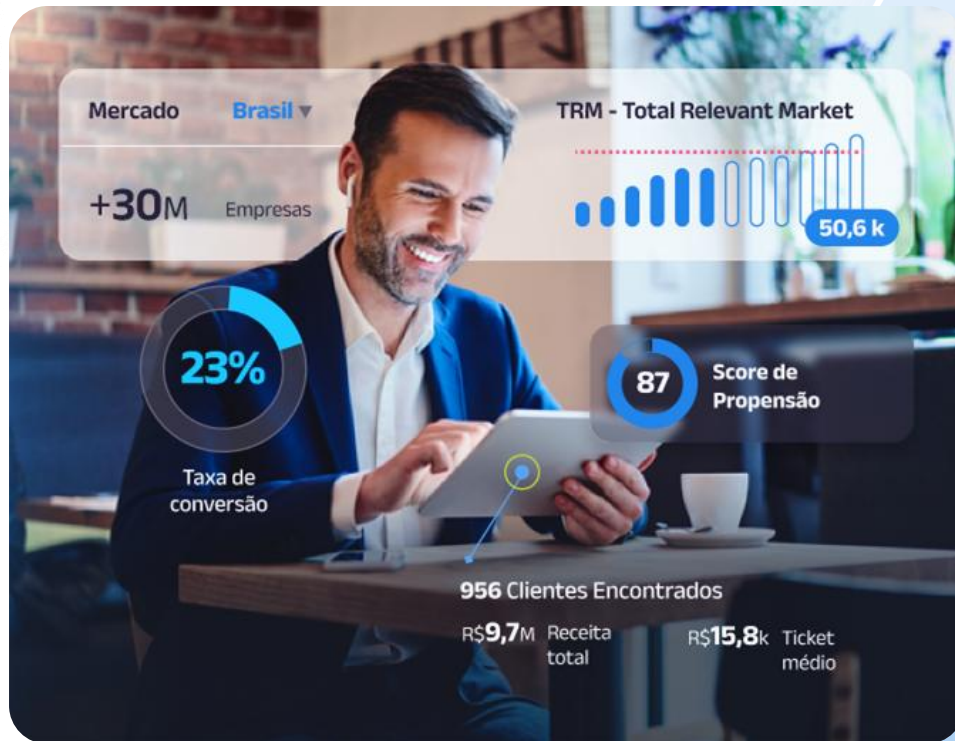 Mercado
Brasil
TRM - Total Relevant Market
+30M
Empresas
50,6 k
23%
Taxa de
conversão
87
Score de
Propensão
956 Clientes Encontrados
R$9,7M
Receita
total
R$15,8k
Ticket
médio